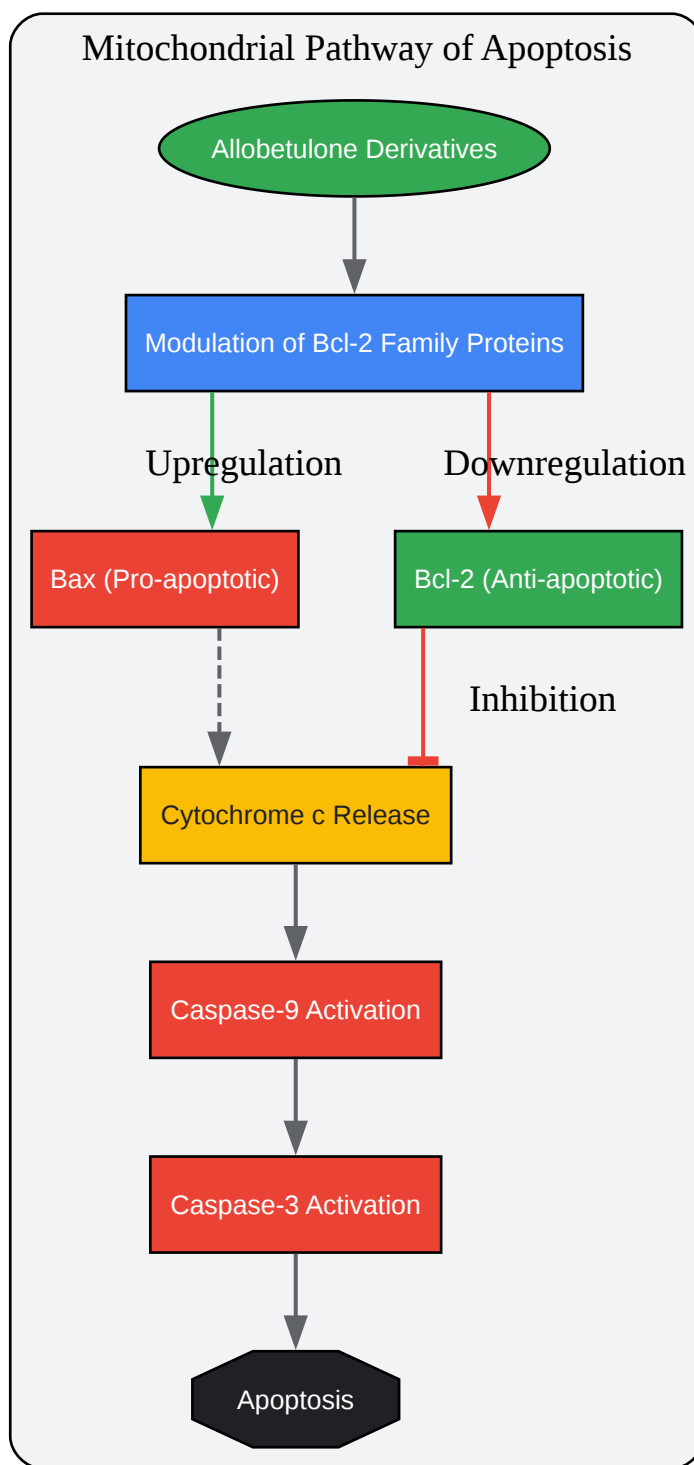 Mitochondrial Pathway of Apoptosis
Allobetulone Derivatives
Modulation of Bcl-2 Family Proteins
Upregulation
Downregulation
Bax (Pro-apoptotic)
Bcl-2 (Anti-apoptotic)
Inhibition
Cytochrome c Release
Caspase-9 Activation
Caspase-3 Activation
Apoptosis